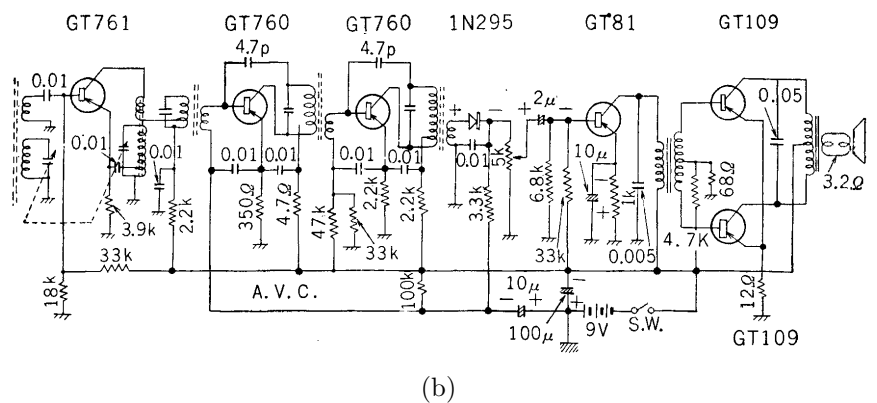 GT761 GT760 GT760 1N295 GT81 GT109
4.7p 4.7p
0.01 2μ 0.05
0.01 0.01 0.01 0.01 0.01 0.01 0.01 5k 10μ 3.2Ω
3.9k 2.2k 350Ω 4.7Ω 47k 2.2k 33k 2.2k 3.3k 6.8k 33k 1k 0.005 4.7K 68Ω
33k
18k A.V.C. 100k 10μ 100μ 9V S.W. 12Ω
GT109
(b)